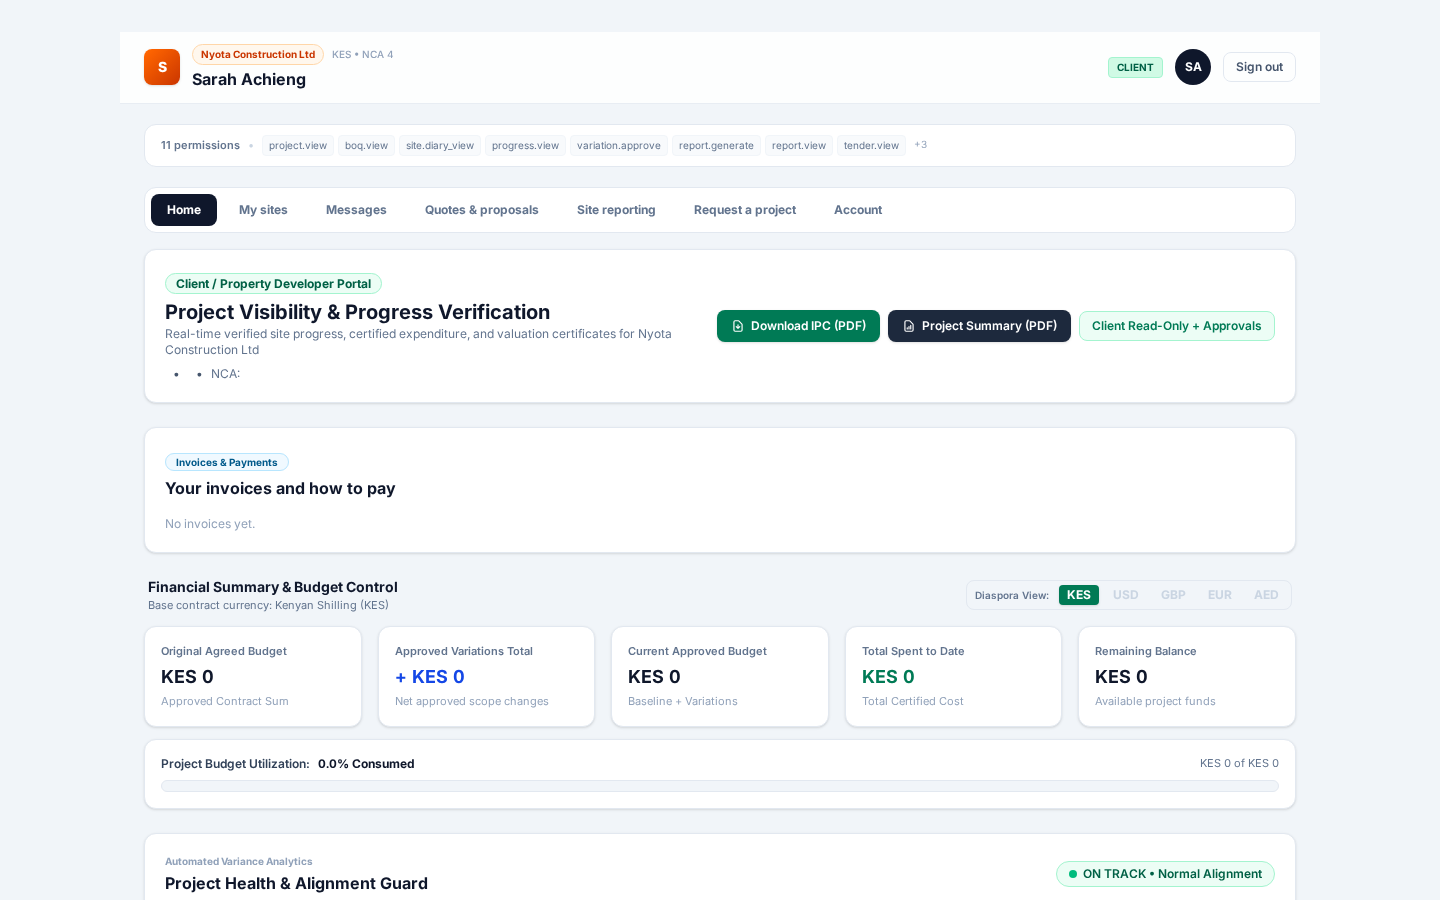 S
Nyota Construction Ltd KES • NCA 4
Sarah Achieng
CLIENT SA Sign out
11 permissions • project.view boq.view site.diary_view progress.view variation.approve report.generate report.view tender.view +3
Home My sites Messages Quotes & proposals Site reporting Request a project Account
Client / Property Developer Portal
Project Visibility & Progress Verification
Real-time verified site progress, certified expenditure, and valuation certificates for Nyota
Construction Ltd
• • NCA:
Download IPC (PDF) Project Summary (PDF) Client Read-Only + Approvals
Invoices & Payments
Your invoices and how to pay
No invoices yet.
Financial Summary & Budget Control
Base contract currency: Kenyan Shilling (KES)
Diaspora View: KES USD GBP EUR AED
Original Agreed Budget
KES 0
Approved Contract Sum
Approved Variations Total
+ KES 0
Net approved scope changes
Current Approved Budget
KES 0
Baseline + Variations
Total Spent to Date
KES 0
Total Certified Cost
Remaining Balance
KES 0
Available project funds
Project Budget Utilization: 0.0% Consumed KES 0 of KES 0
Automated Variance Analytics
Project Health & Alignment Guard
ON TRACK • Normal Alignment